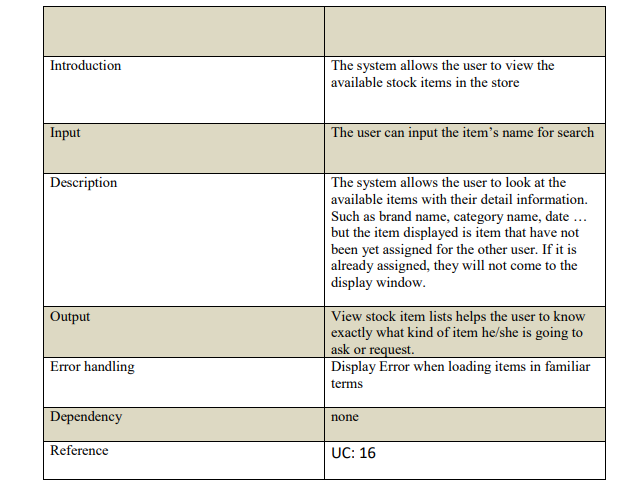 Introduction
The system allows the user to view the
available stock items in the store
Input
The user can input the item's name for search
Description
The system allows the user to look at the
available items with their detail information.
Such as brand name, category name, date …
but the item displayed is item that have not
been yet assigned for the other user. If it is
already assigned, they will not come to the
display window.
Output
View stock item lists helps the user to know
exactly what kind of item he/she is going to
ask or request.
Error handling
Display Error when loading items in familiar
terms
Dependency
none
Reference
UC: 16